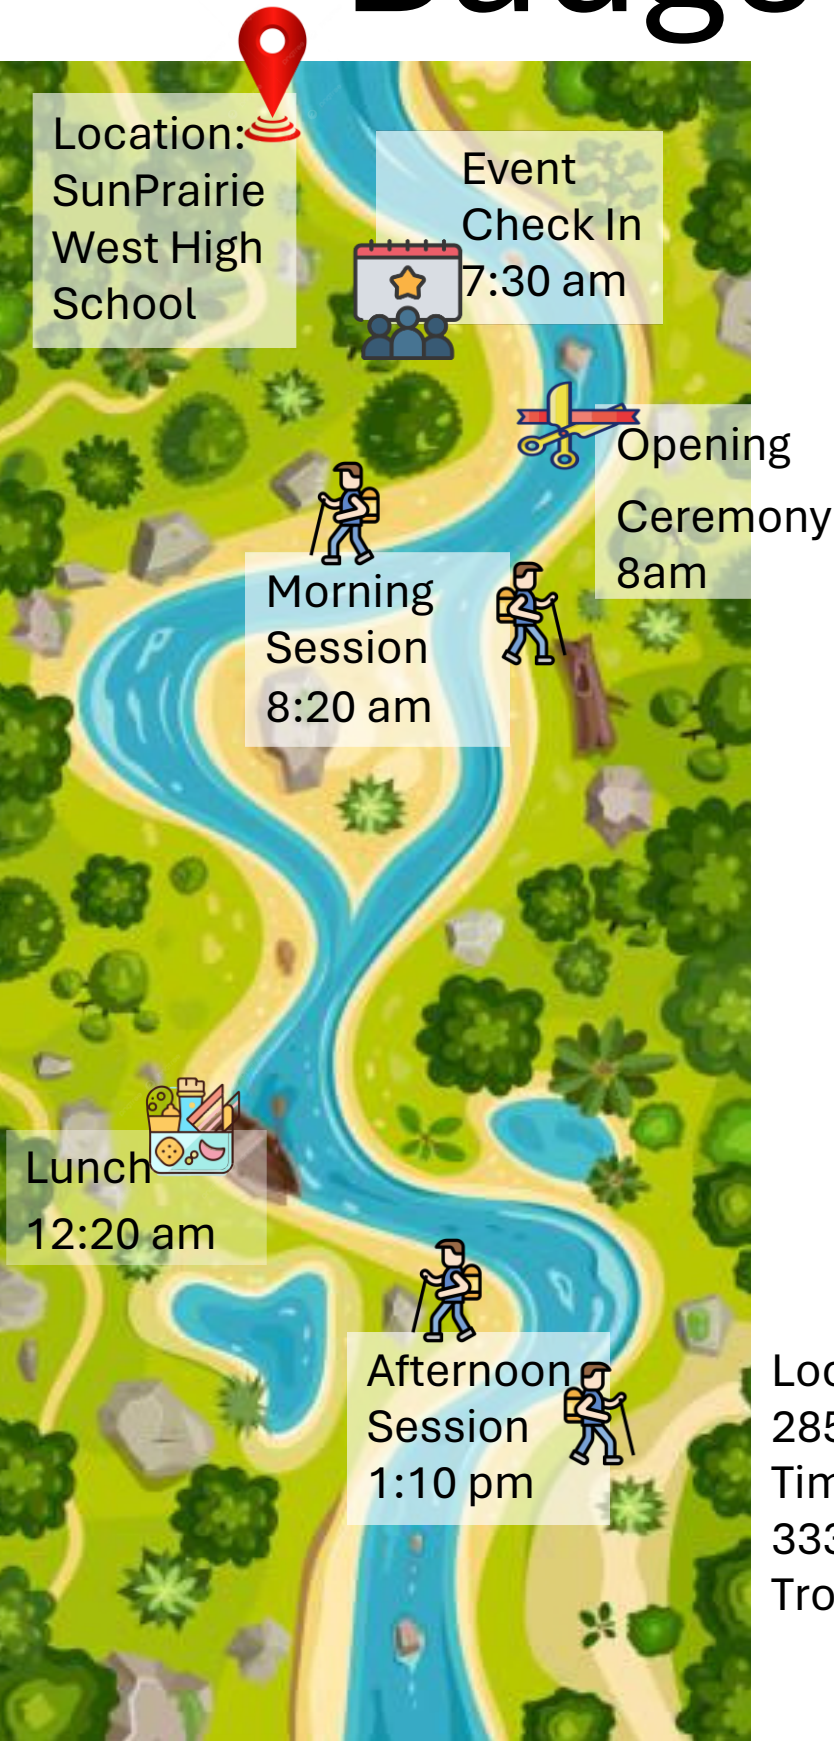 Location:
SunPrairie
West High
School
Event
Check In
7:30 am
Opening
Ceremony
8am
Morning
Session
8:20 am
Lunch
12:20 am
Afternoon
Session
1:10 pm